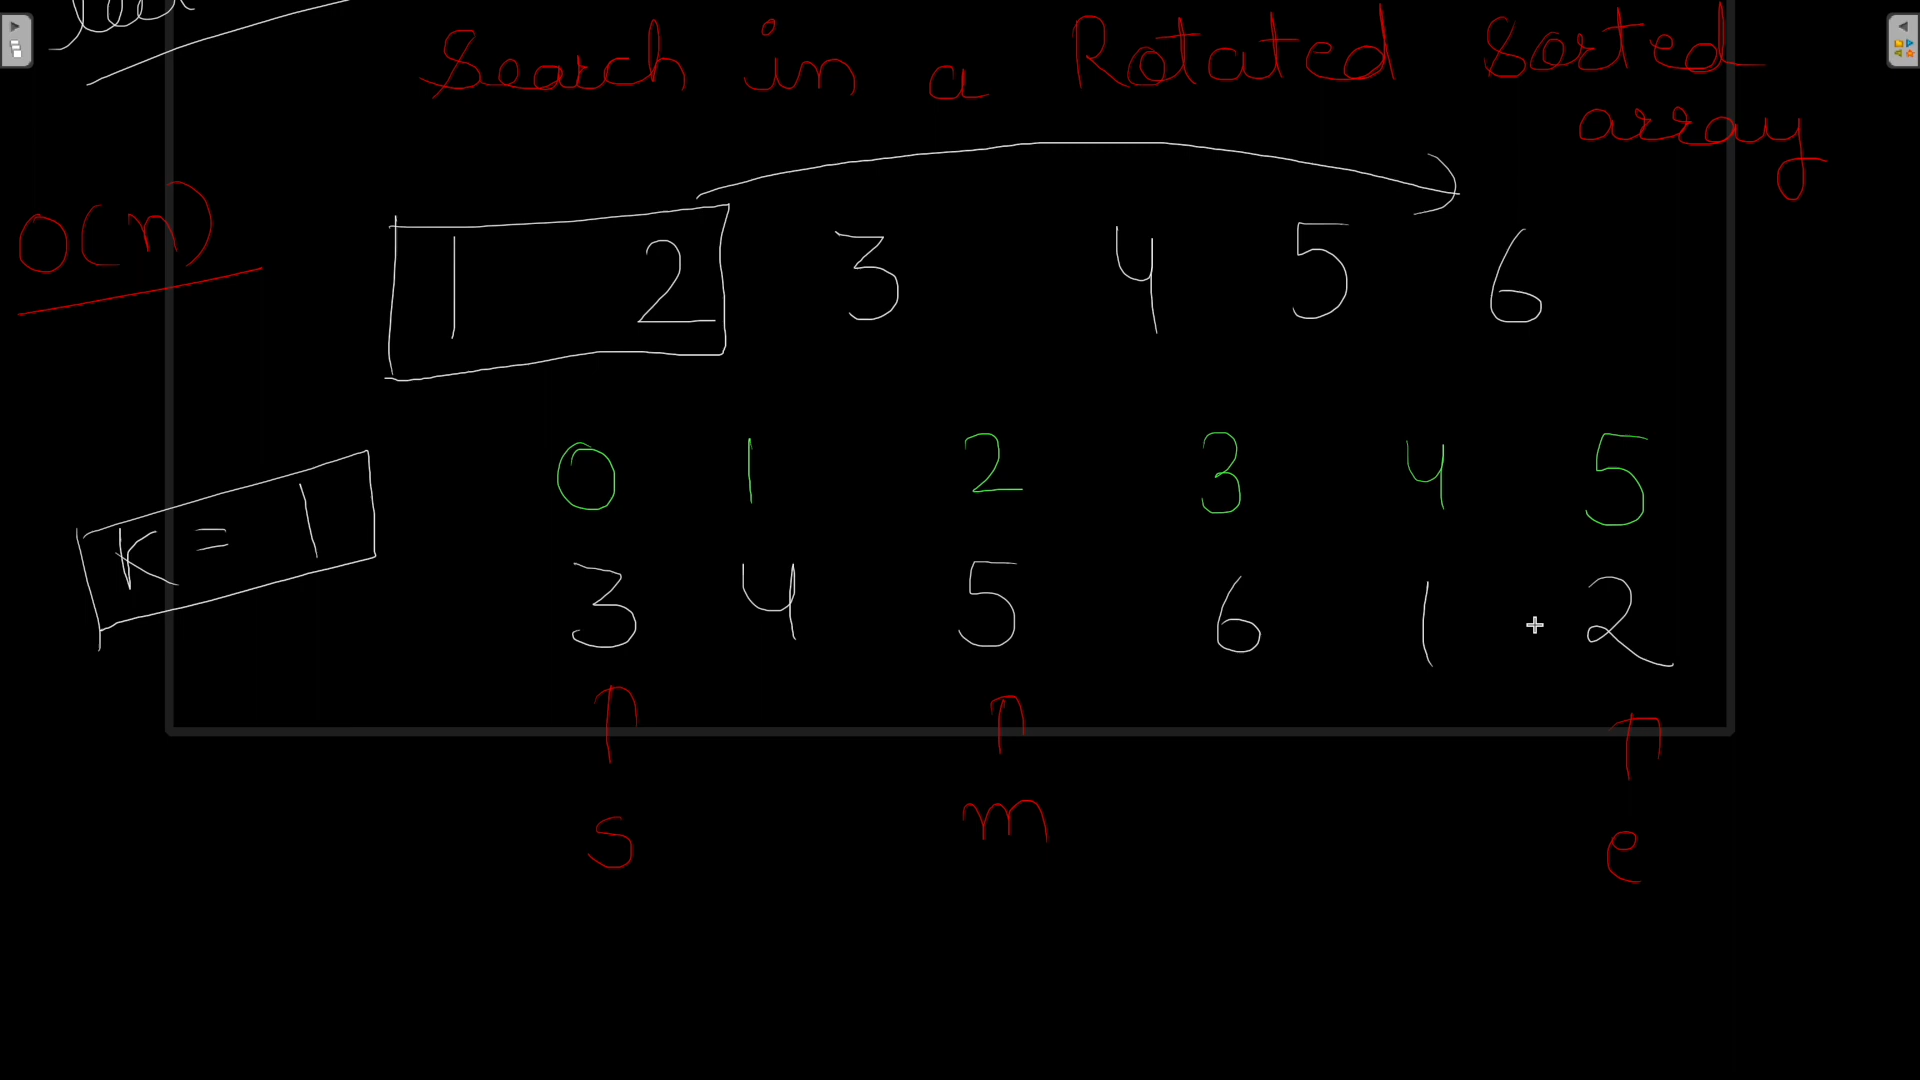 Search in a Rotated Sorted
array
O(n)
1 2 3 4 5 6
0 1 2 3 4 5
K = 1
3 4 5 6 1 2
s m e